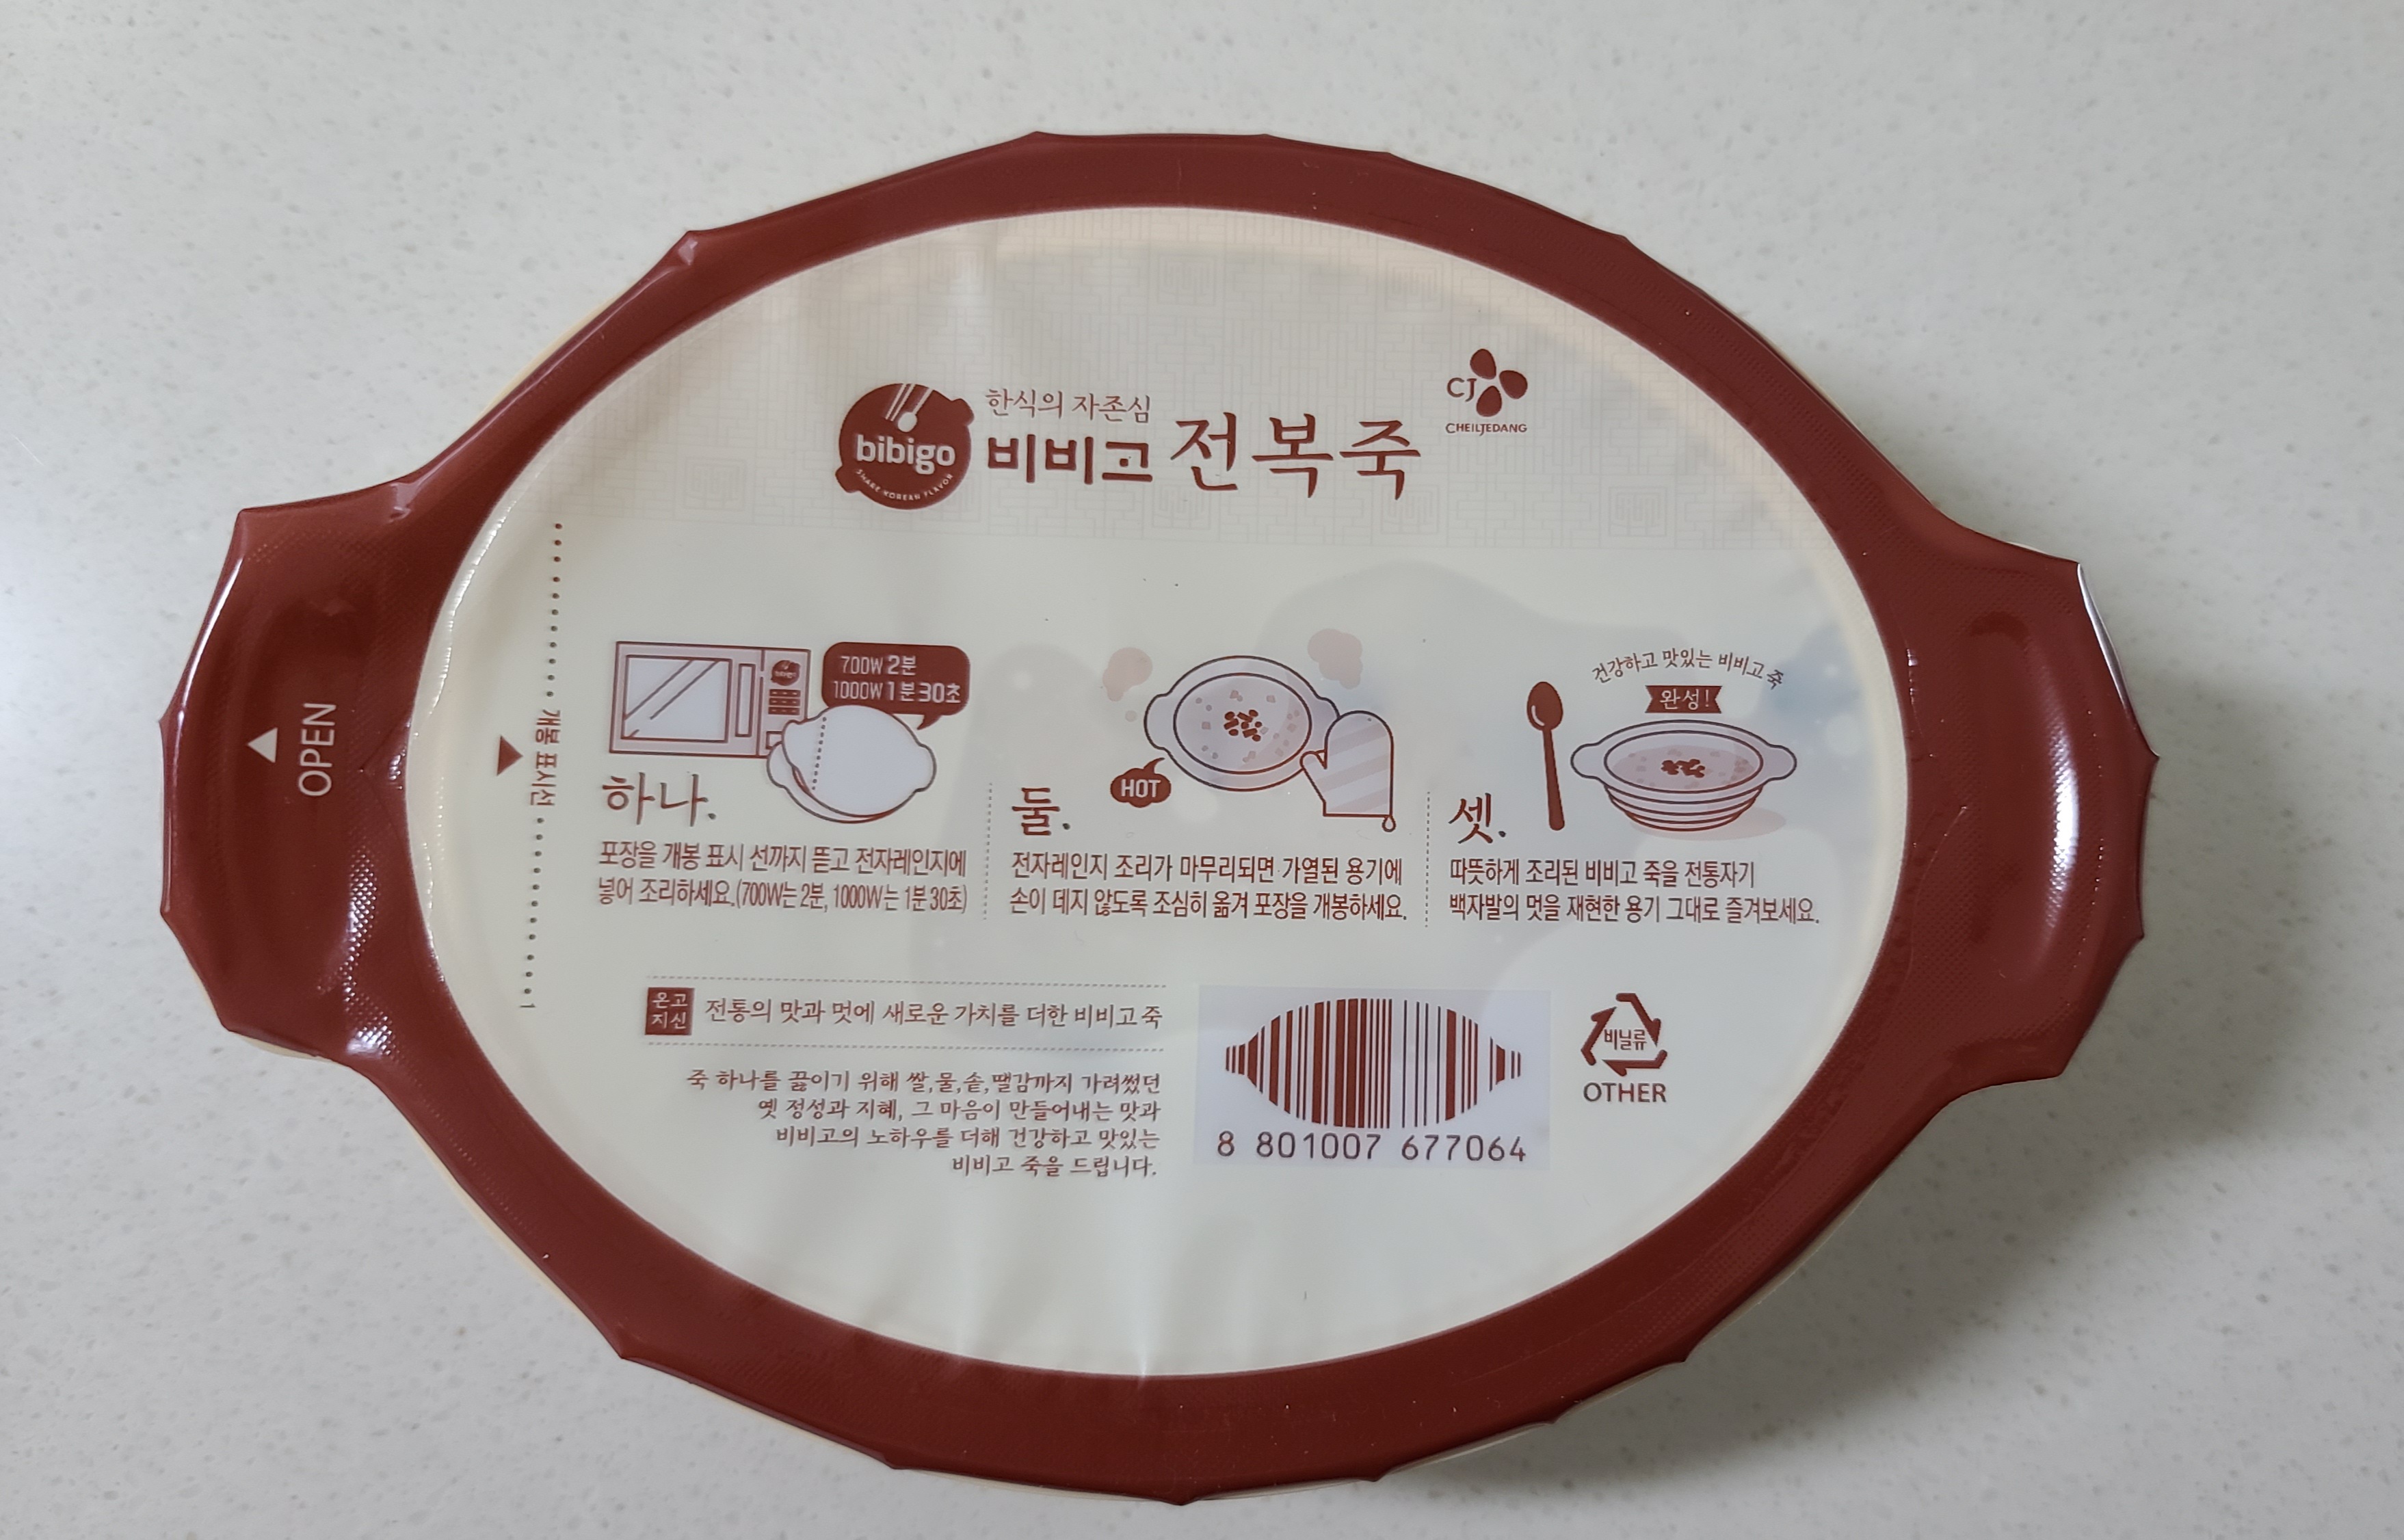 한식의 자존심
bibigo
SHARE KOREAN FLAVOR
비비고 전복죽
CJ
CHEILJEDANG
OPEN
개봉 표시선
700W 2분
1000W 1분 30초
하나.
포장을 개봉 표시 선까지 뜯고 전자레인지에
넣어 조리하세요.(700W는 2분, 1000W는 1분 30초)
HOT
둘.
전자레인지 조리가 마무리되면 가열된 용기에
손이 데지 않도록 조심히 옮겨 포장을 개봉하세요.
건강하고 맛있는 비비고 죽
완성!
셋.
따뜻하게 조리된 비비고 죽을 전통자기
백자발의 멋을 재현한 용기 그대로 즐겨보세요.
온고
지신
전통의 맛과 멋에 새로운 가치를 더한 비비고 죽
죽 하나를 끓이기 위해 쌀,물,솥,땔감까지 가려썼던
옛 정성과 지혜, 그 마음이 만들어내는 맛과
비비고의 노하우를 더해 건강하고 맛있는
비비고 죽을 드립니다.
8 801007 677064
비닐류
OTHER